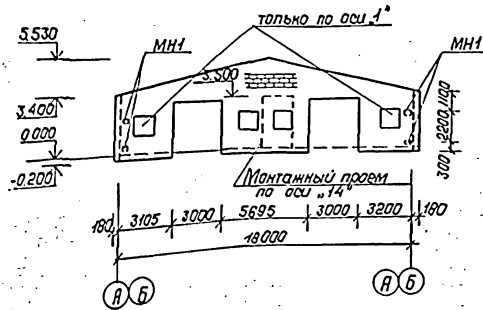 только по оси „1"
5.530
МН1
МН1
3.500
3.400
0.000
-0.200
1100
2200
300
Монтажный проем
по оси „14"
180
3105
3000
5695
3000
3200
180
18000
А
Б
А
Б